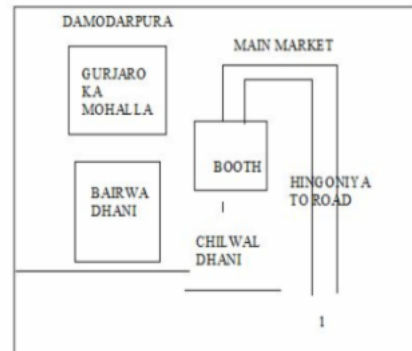 DAMODARPURA
MAIN MARKET
GURJARO
KA
MOHALLA
BOOTH
BAIRWA
DHANI
HINGONIYA
TO ROAD
CHILWAL
DHANI
1